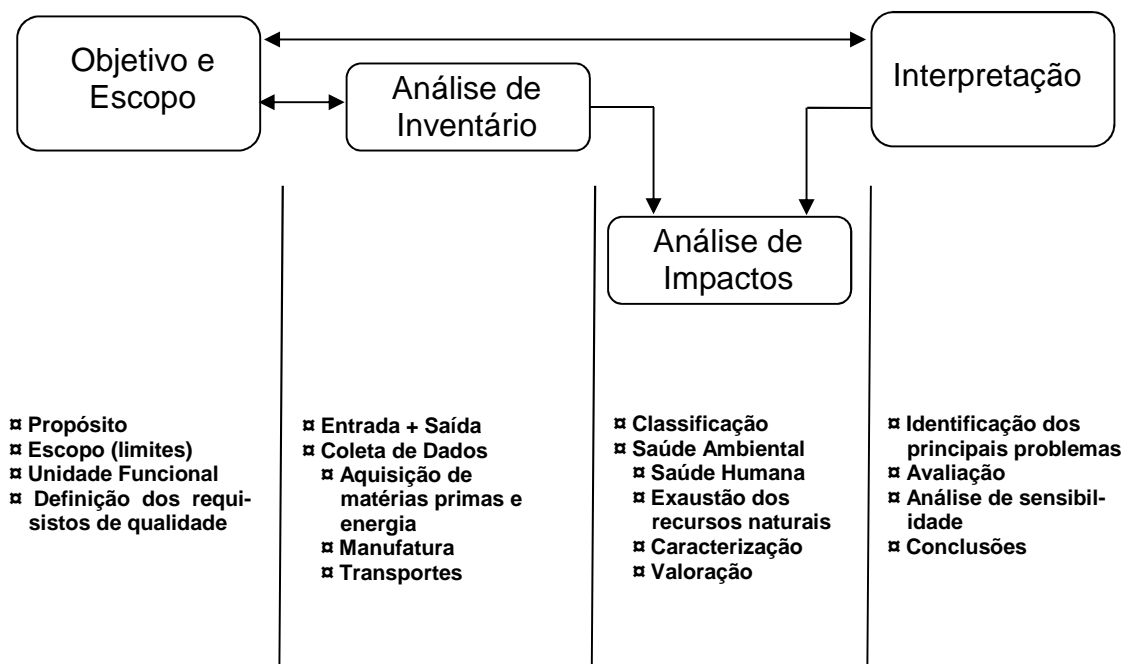 Objetivo e
Escopo
Análise de
Inventário
Interpretação
Análise de
Impactos
¤ Propósito
¤ Escopo (limites)
¤ Unidade Funcional
¤ Definição dos requi-
sistos de qualidade
¤ Entrada + Saída
¤ Coleta de Dados
¤ Aquisição de
matérias primas e
energia
¤ Manufatura
¤ Transportes
¤ Classificação
¤ Saúde Ambiental
¤ Saúde Humana
¤ Exaustão dos
recursos naturais
¤ Caracterização
¤ Valoração
¤ Identificação dos
principais problemas
¤ Avaliação
¤ Análise de sensibil-
idade
¤ Conclusões